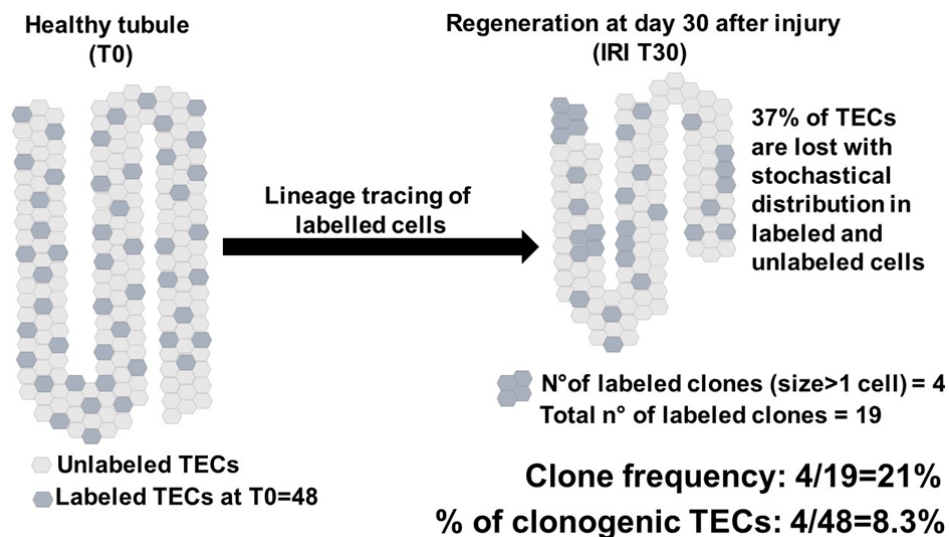 Healthy tubule
(T0)
Regeneration at day 30 after injury
(IRI T30)
Lineage tracing of
labelled cells
37% of TECs
are lost with
stochastical
distribution in
labeled and
unlabeled cells
Unlabeled TECs
Labeled TECs at T0=48
N°of labeled clones (size>1 cell) = 4
Total n° of labeled clones = 19
Clone frequency: 4/19=21%
% of clonogenic TECs: 4/48=8.3%